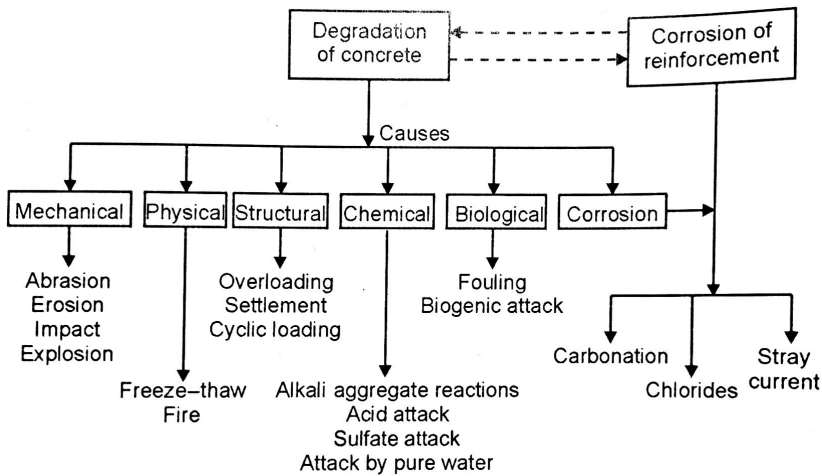 Degradation
of concrete
Corrosion of
reinforcement
Causes
Mechanical
Physical
Structural
Chemical
Biological
Corrosion
Abrasion
Erosion
Impact
Explosion
Freeze–thaw
Fire
Overloading
Settlement
Cyclic loading
Alkali aggregate reactions
Acid attack
Sulfate attack
Attack by pure water
Fouling
Biogenic attack
Carbonation
Chlorides
Stray
current